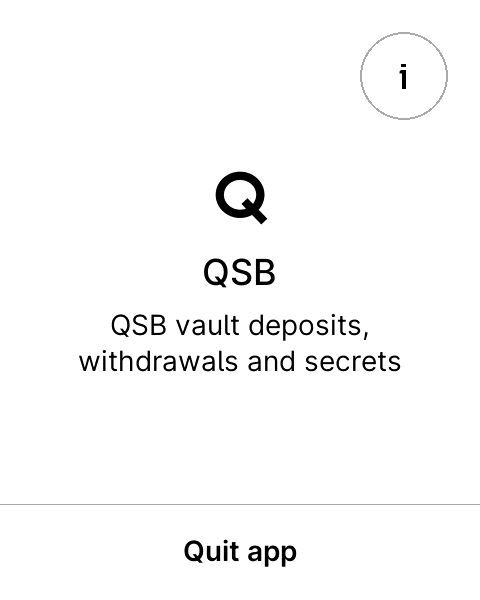 i
Q
QSB
QSB vault deposits,
withdrawals and secrets
Quit app